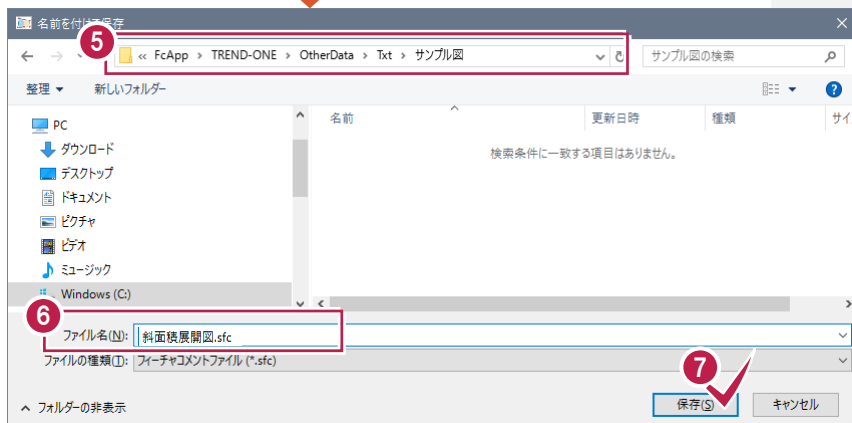 名前を付けて保存
5
« FcApp › TREND-ONE › OtherData › Txt › サンプル図
サンプル図の検索
整理 新しいフォルダー
名前 更新日時 種類 サイ
PC
検索条件に一致する項目はありません。
ダウンロード
デスクトップ
ドキュメント
ピクチャ
ビデオ
ミュージック
Windows (C:)
6
ファイル名(N): 斜面積展開図.sfc
ファイルの種類(T): フィーチャコメントファイル (*.sfc)
7
フォルダーの非表示 保存(S) キャンセル